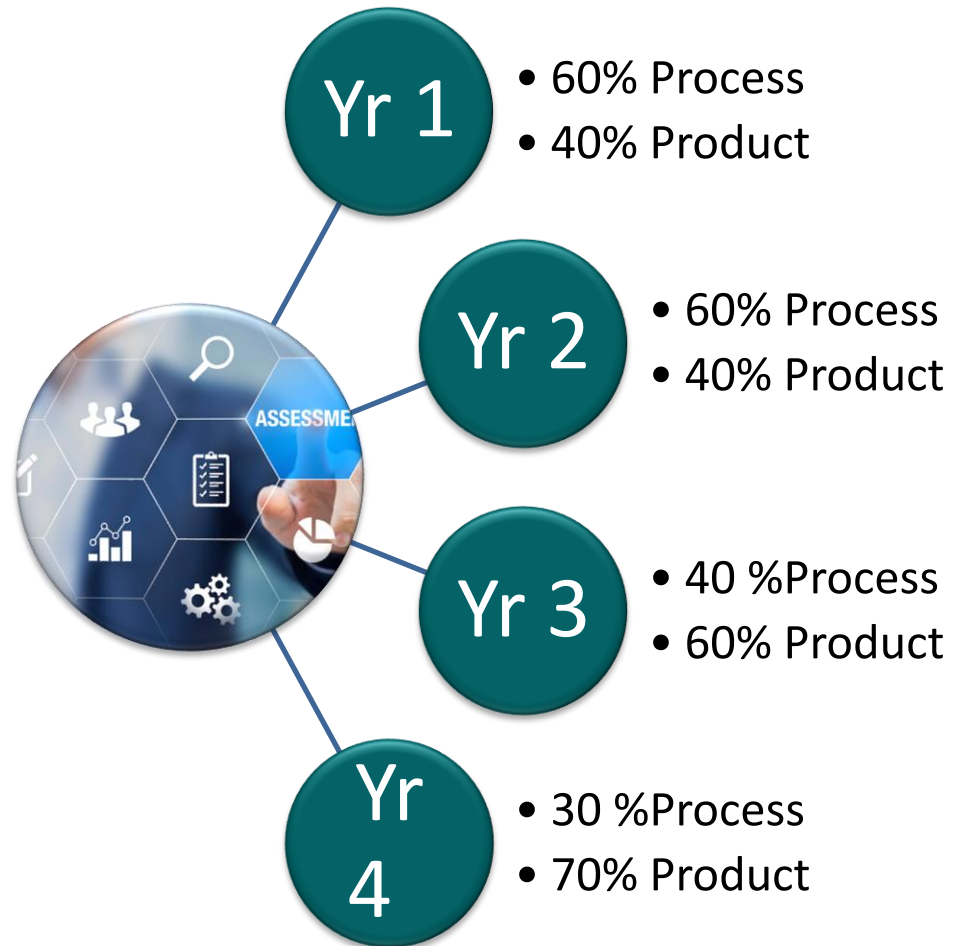 Yr 1
• 60% Process
• 40% Product
Yr 2
• 60% Process
• 40% Product
ASSESSME
Yr 3
• 40 %Process
• 60% Product
Yr
4
• 30 %Process
• 70% Product